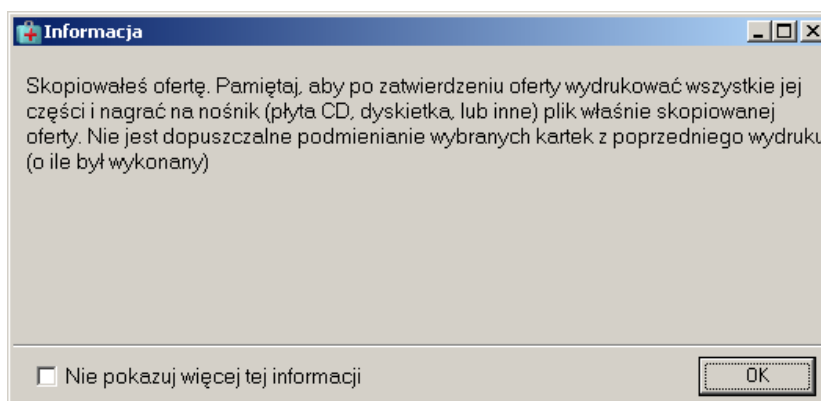 Informacja
Skopiowałeś ofertę. Pamiętaj, aby po zatwierdzeniu oferty wydrukować wszystkie jej
części i nagrać na nośnik (płyta CD, dyskietka, lub inne) plik właśnie skopiowanej
oferty. Nie jest dopuszczalne podmienianie wybranych kartek z poprzedniego wydruku
(o ile był wykonany)
Nie pokazuj więcej tej informacji
OK